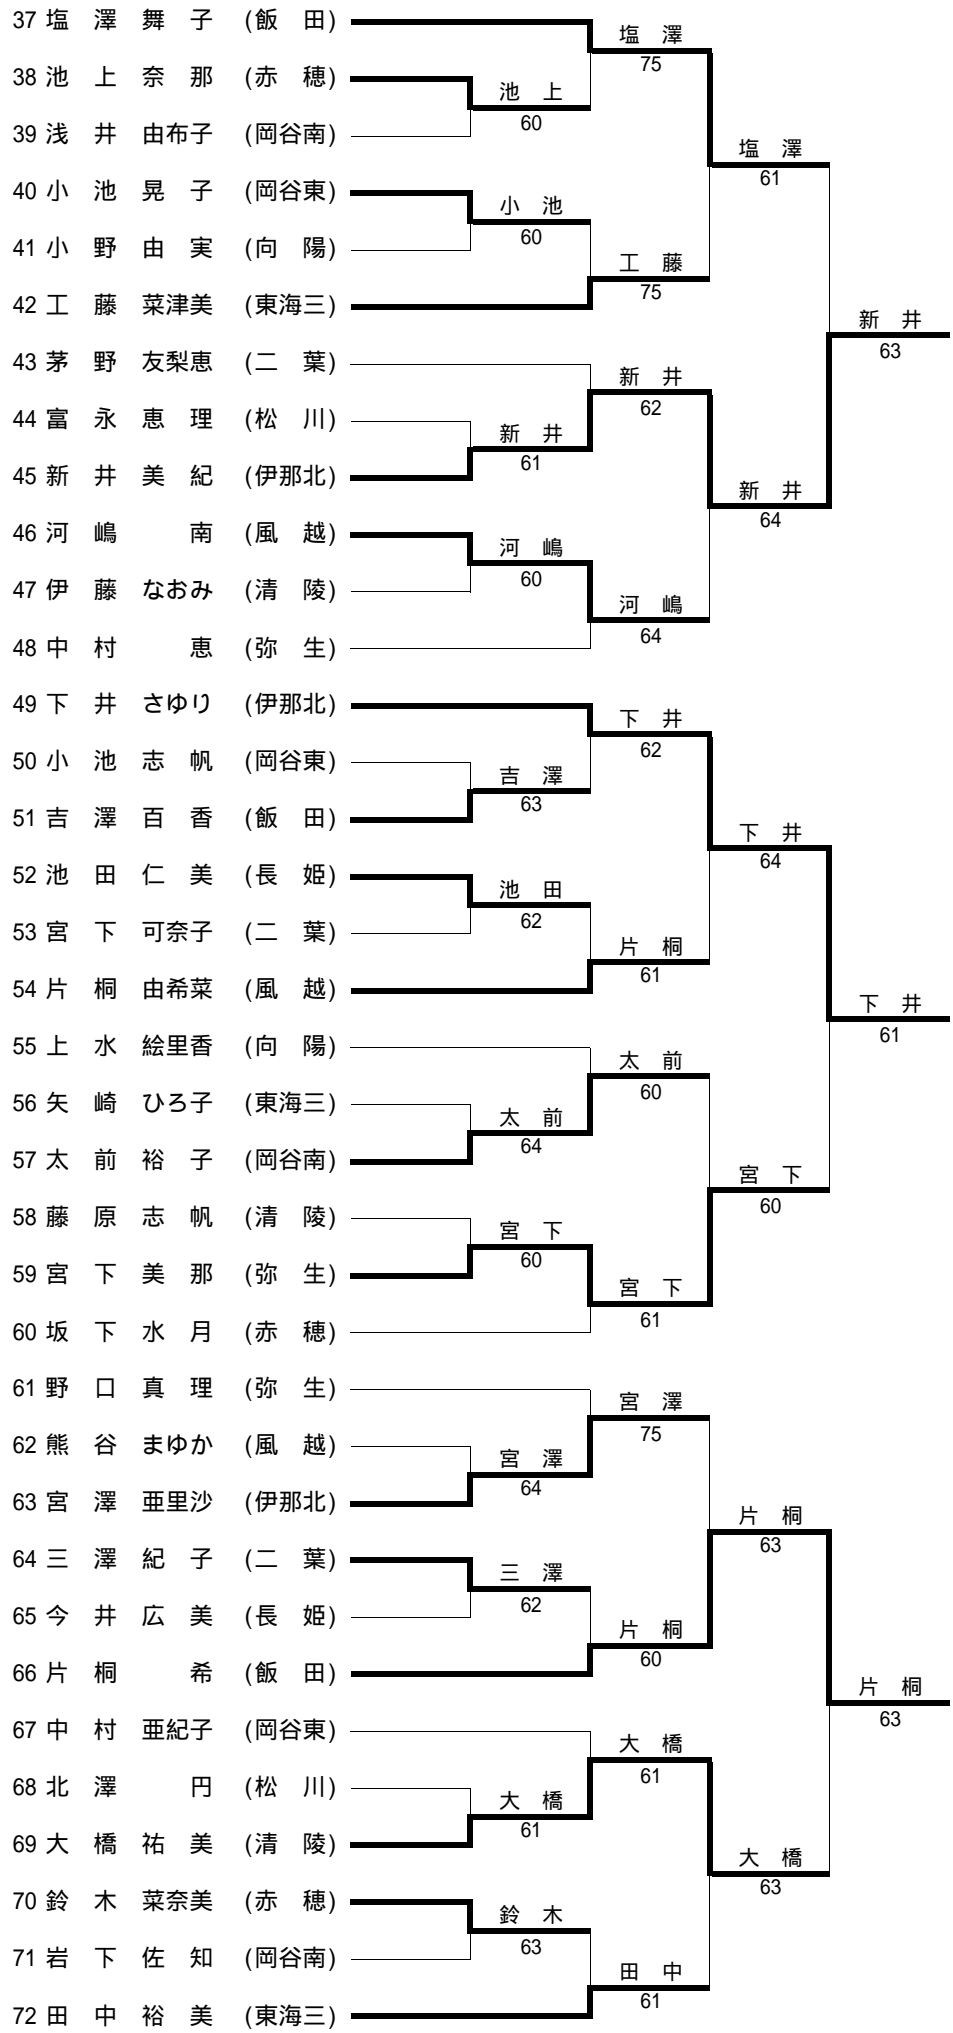 37 塩 澤 舞 子 (飯 田)
塩 澤
75
38 池 上 奈 那 (赤 穂)
池 上
60
39 浅 井 由布子 (岡谷南)
塩 澤
61
40 小 池 晃 子 (岡谷東)
小 池
60
41 小 野 由 実 (向 陽)
工 藤
75
42 工 藤 菜津美 (東海三)
新 井
63
43 茅 野 友梨恵 (二 葉)
新 井
62
44 富 永 恵 理 (松 川)
新 井
61
45 新 井 美 紀 (伊那北)
新 井
64
46 河 嶋 南 (風 越)
河 嶋
60
47 伊 藤 なおみ (清 陵)
河 嶋
64
48 中 村 恵 (弥 生)
49 下 井 さゆり (伊那北)
下 井
62
50 小 池 志 帆 (岡谷東)
吉 澤
63
51 吉 澤 百 香 (飯 田)
下 井
64
52 池 田 仁 美 (長 姫)
池 田
62
53 宮 下 可奈子 (二 葉)
片 桐
61
54 片 桐 由希菜 (風 越)
下 井
61
55 上 水 絵里香 (向 陽)
太 前
60
56 矢 崎 ひろ子 (東海三)
太 前
64
57 太 前 裕 子 (岡谷南)
宮 下
60
58 藤 原 志 帆 (清 陵)
宮 下
60
59 宮 下 美 那 (弥 生)
宮 下
61
60 坂 下 水 月 (赤 穂)
61 野 口 真 理 (弥 生)
宮 澤
75
62 熊 谷 まゆか (風 越)
宮 澤
64
63 宮 澤 亜里沙 (伊那北)
片 桐
63
64 三 澤 紀 子 (二 葉)
三 澤
62
65 今 井 広 美 (長 姫)
片 桐
60
66 片 桐 希 (飯 田)
片 桐
63
67 中 村 亜紀子 (岡谷東)
大 橋
61
68 北 澤 円 (松 川)
大 橋
61
69 大 橋 祐 美 (清 陵)
大 橋
63
70 鈴 木 菜奈美 (赤 穂)
鈴 木
63
71 岩 下 佐 知 (岡谷南)
田 中
61
72 田 中 裕 美 (東海三)